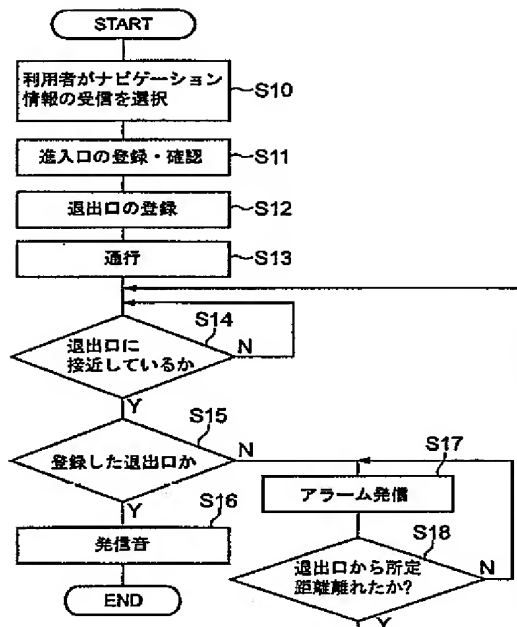 START
利用者がナビゲーション
情報の受信を選択
S10
進入口の登録・確認
S11
退出口の登録
S12
通行
S13
S14
退出口に
接近しているか
N
Y
S15
登録した退出口か
N
Y
S17
アラーム発信
S16
発信音
S18
退出口から所定
距離離れたか?
N
Y
END